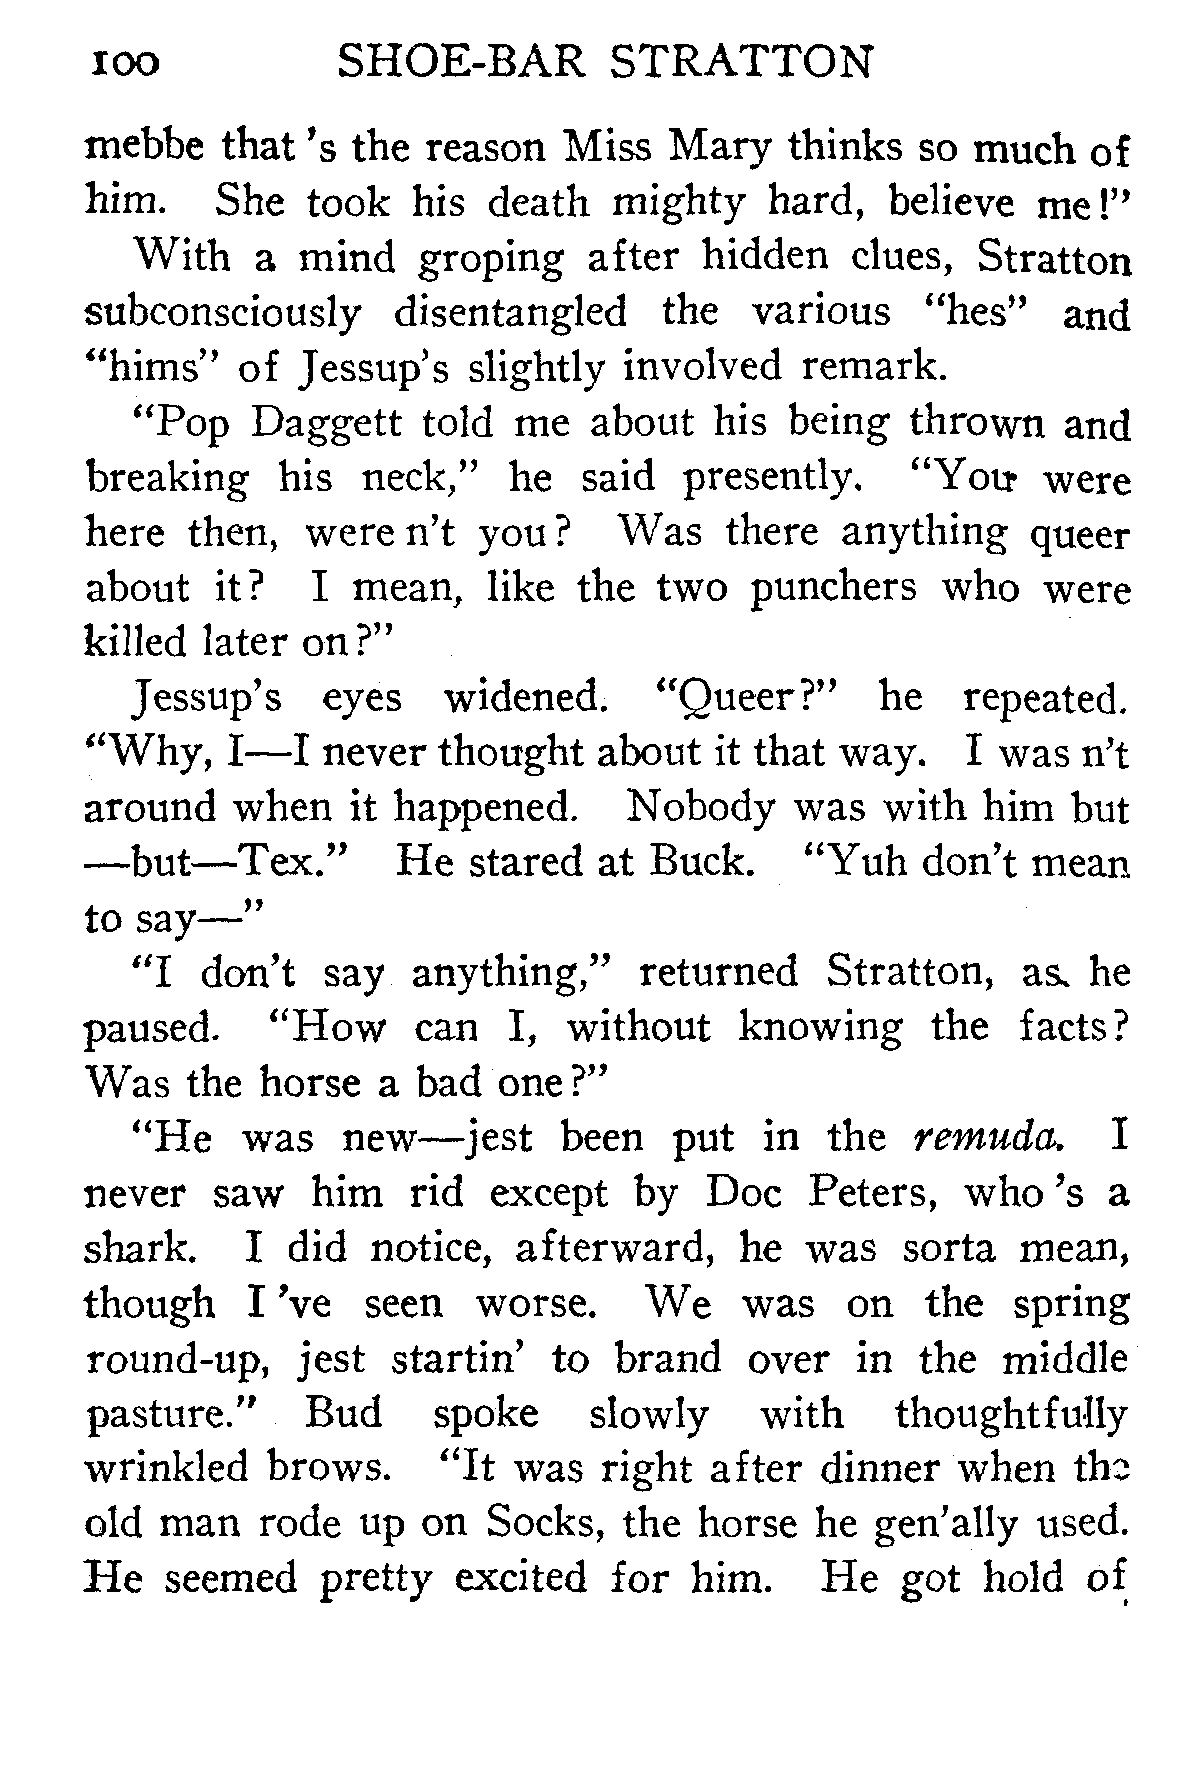 100 SHOE-BAR STRATTON
mebbe that 's the reason Miss Mary thinks so much of
him. She took his death mighty hard, believe me!"
With a mind groping after hidden clues, Stratton
subconsciously disentangled the various "hes" and
"hims" of Jessup's slightly involved remark.
"Pop Daggett told me about his being thrown and
breaking his neck," he said presently. "You were
here then, were n't you? Was there anything queer
about it? I mean, like the two punchers who were
killed later on?"
Jessup's eyes widened. "Queer?" he repeated.
"Why, I—I never thought about it that way. I was n't
around when it happened. Nobody was with him but
—but—Tex." He stared at Buck. "Yuh don't mean
to say—"
"I don't say anything," returned Stratton, as he
paused. "How can I, without knowing the facts?
Was the horse a bad one?"
"He was new—jest been put in the remuda. I
never saw him rid except by Doc Peters, who 's a
shark. I did notice, afterward, he was sorta mean,
though I 've seen worse. We was on the spring
round-up, jest startin' to brand over in the middle
pasture." Bud spoke slowly with thoughtfully
wrinkled brows. "It was right after dinner when the
old man rode up on Socks, the horse he gen'ally used.
He seemed pretty excited for him. He got hold of